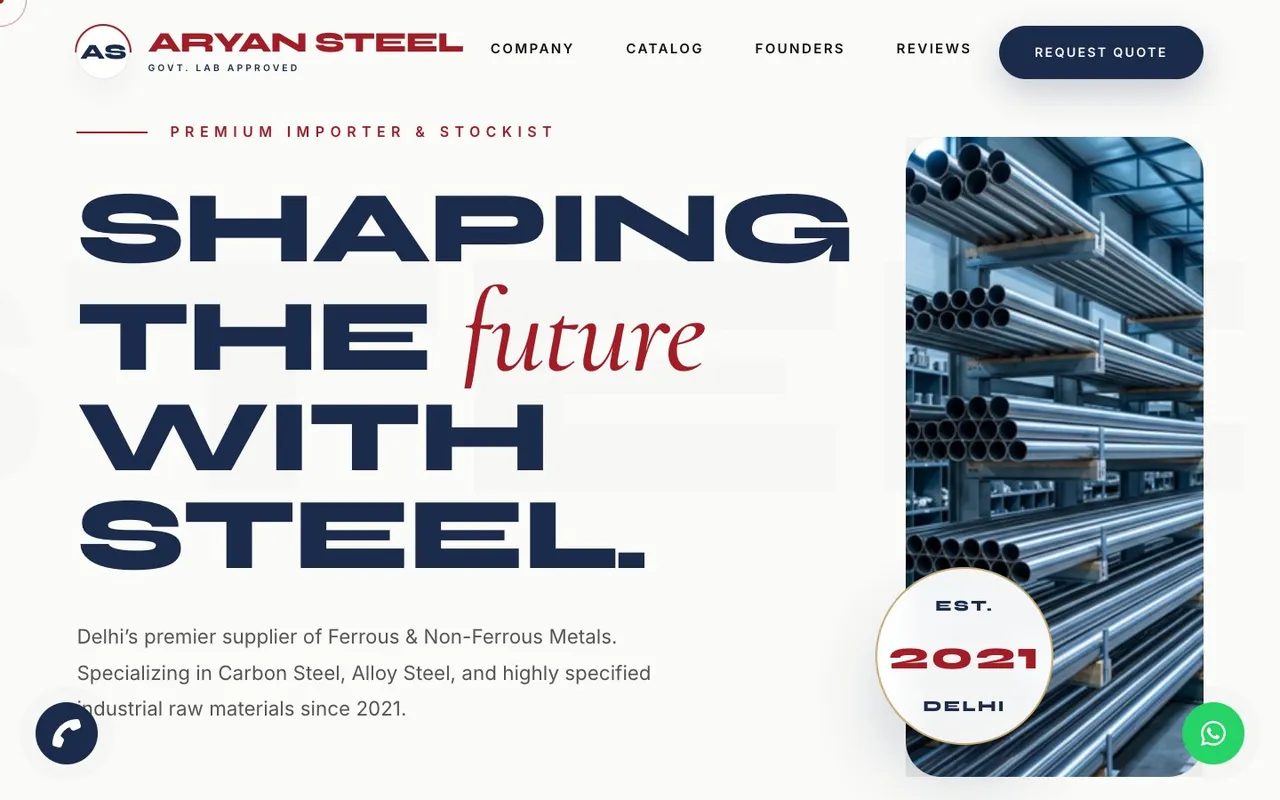 AS
ARYAN STEEL
GOVT. LAB APPROVED
COMPANY
CATALOG
FOUNDERS
REVIEWS
REQUEST QUOTE
PREMIUM IMPORTER & STOCKIST
SHAPING
THE future
WITH
STEEL.
Delhi’s premier supplier of Ferrous & Non-Ferrous Metals.
Specializing in Carbon Steel, Alloy Steel, and highly specified
industrial raw materials since 2021.
EST.
2021
DELHI